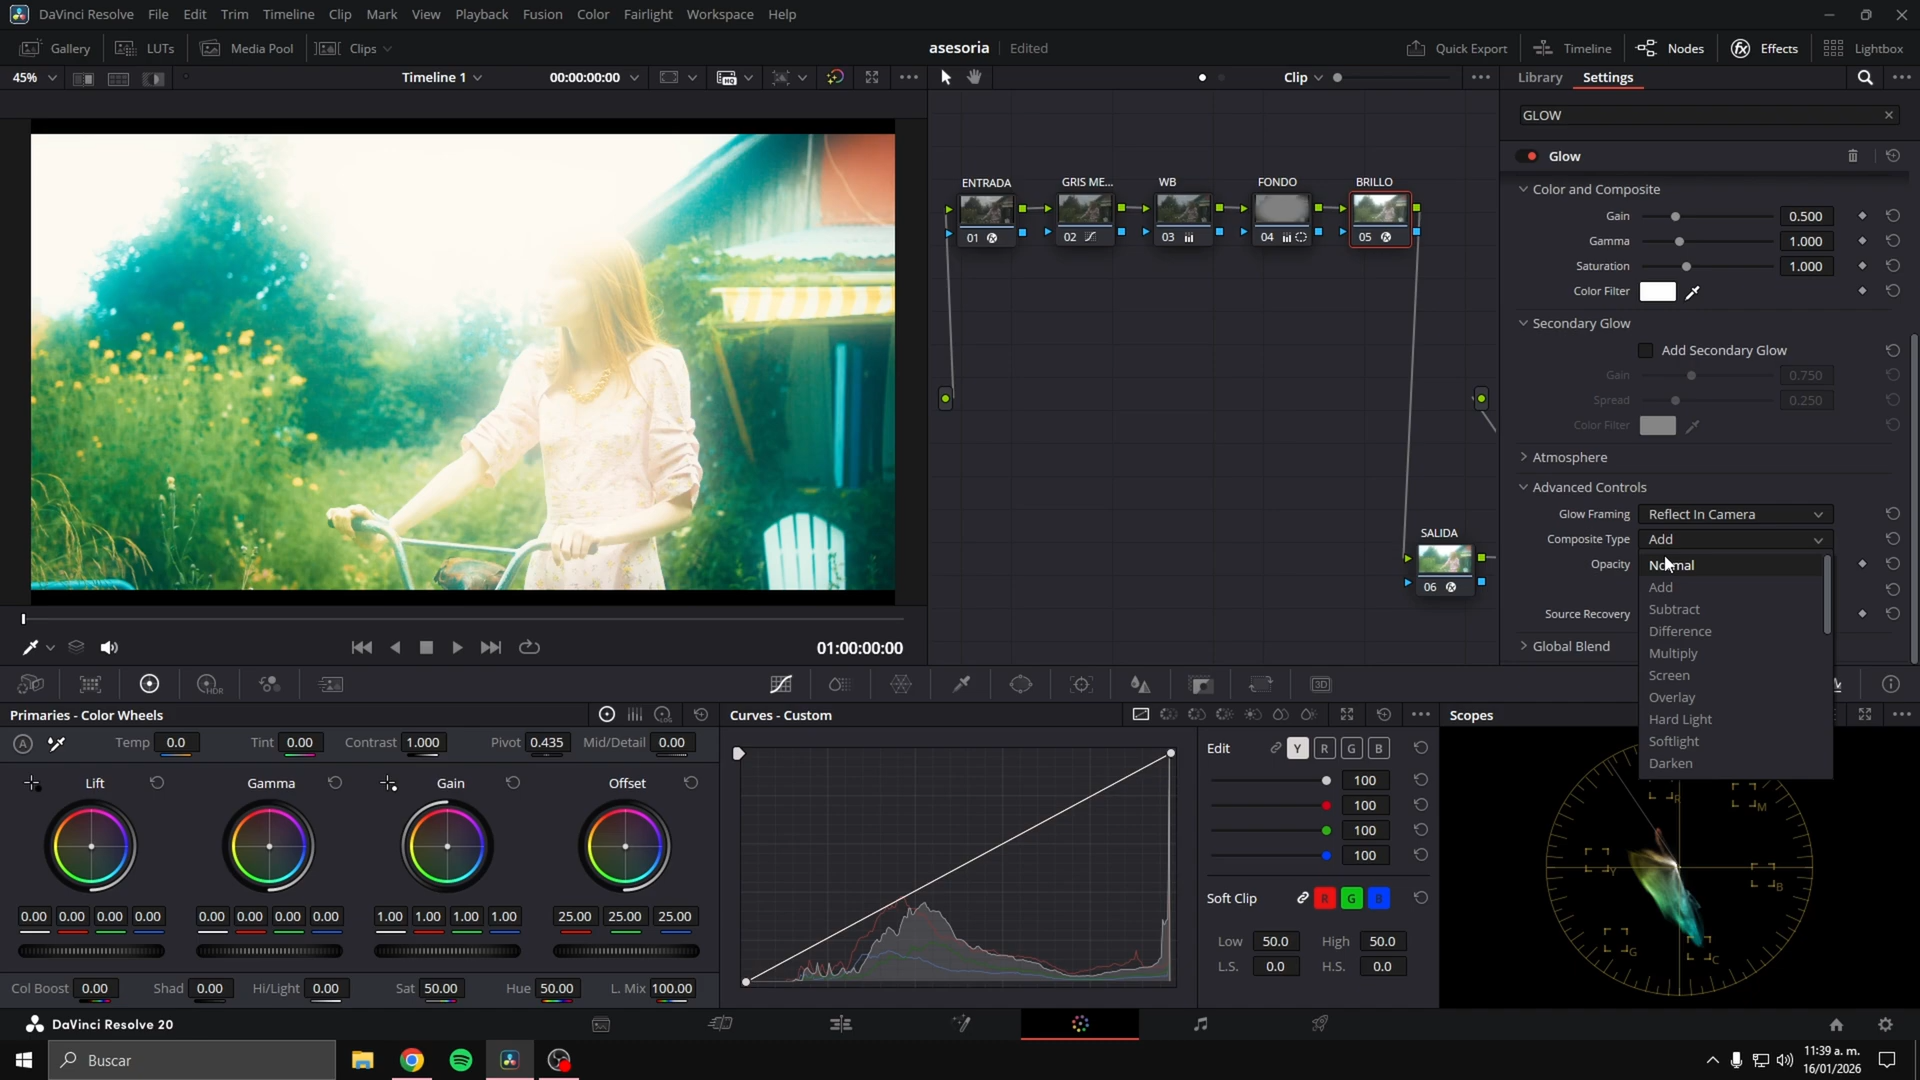 DaVinci Resolve File Edit Trim Timeline Clip Mark View Playback Fusion Color Fairlight Workspace Help
Gallery LUTs Media Pool Clips asesoria Edited Quick Export Timeline Nodes Effects Lightbox
45% Timeline 1 00:00:00:00 Clip Library Settings
GLOW
Glow
Color and Composite
Gain 0.500
Gamma 1.000
Saturation 1.000
Color Filter
Secondary Glow
Add Secondary Glow
Gain 0.750
Spread 0.250
Color Filter
Atmosphere
Advanced Controls
Glow Framing Reflect In Camera
Composite Type Add
Opacity
Source Recovery
Global Blend
Normal
Add
Subtract
Difference
Multiply
Screen
Overlay
Hard Light
Softlight
Darken
ENTRADA GRIS ME... WB FONDO BRILLO
01 02 03 04 05
SALIDA
06
01:00:00:00
HDR
3D
Primaries - Color Wheels
Temp 0.0 Tint 0.00 Contrast 1.000 Pivot 0.435 Mid/Detail 0.00
Lift Gamma Gain Offset
0.00 0.00 0.00 0.00 0.00 0.00 0.00 0.00 1.00 1.00 1.00 1.00 25.00 25.00 25.00
Col Boost 0.00 Shad 0.00 Hi/Light 0.00 Sat 50.00 Hue 50.00 L. Mix 100.00
Curves - Custom
Edit Y R G B
100
100
100
100
Soft Clip R G B
Low 50.0 High 50.0
L.S. 0.0 H.S. 0.0
Scopes
R M
Y B
G C
DaVinci Resolve 20
Buscar
11:39 a. m.
16/01/2026